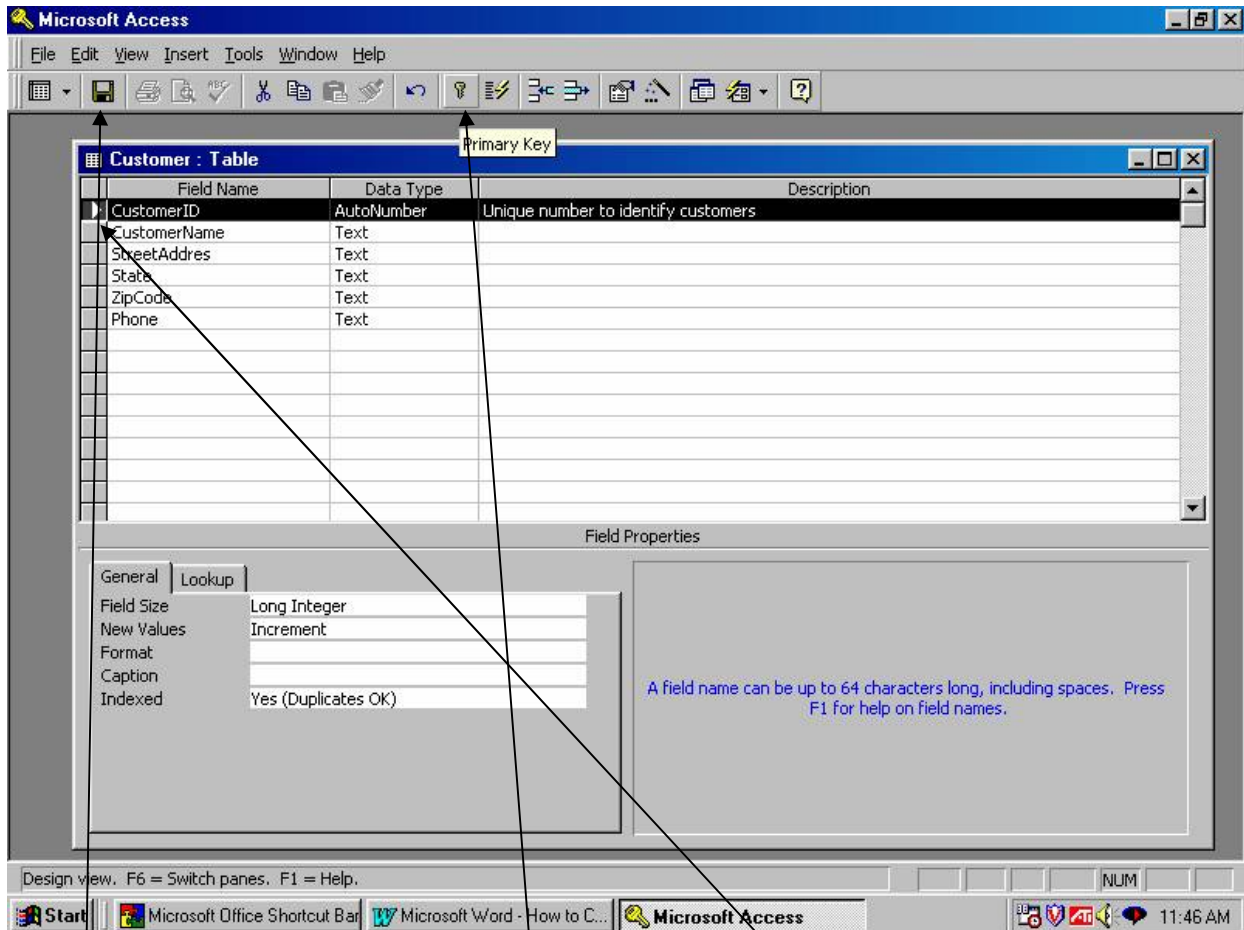 Microsoft Access
File Edit View Insert Tools Window Help
ABC
Primary Key
Customer : Table
Field Name Data Type Description
CustomerID AutoNumber Unique number to identify customers
CustomerName Text
StreetAddres Text
State Text
ZipCode Text
Phone Text
Field Properties
General Lookup
Field Size Long Integer
New Values Increment
Format
Caption
Indexed Yes (Duplicates OK)
A field name can be up to 64 characters long, including spaces. Press
F1 for help on field names.
Design view. F6 = Switch panes. F1 = Help.
NUM
Start Microsoft Office Shortcut Bar Microsoft Word - How to C... Microsoft Access 11:46 AM